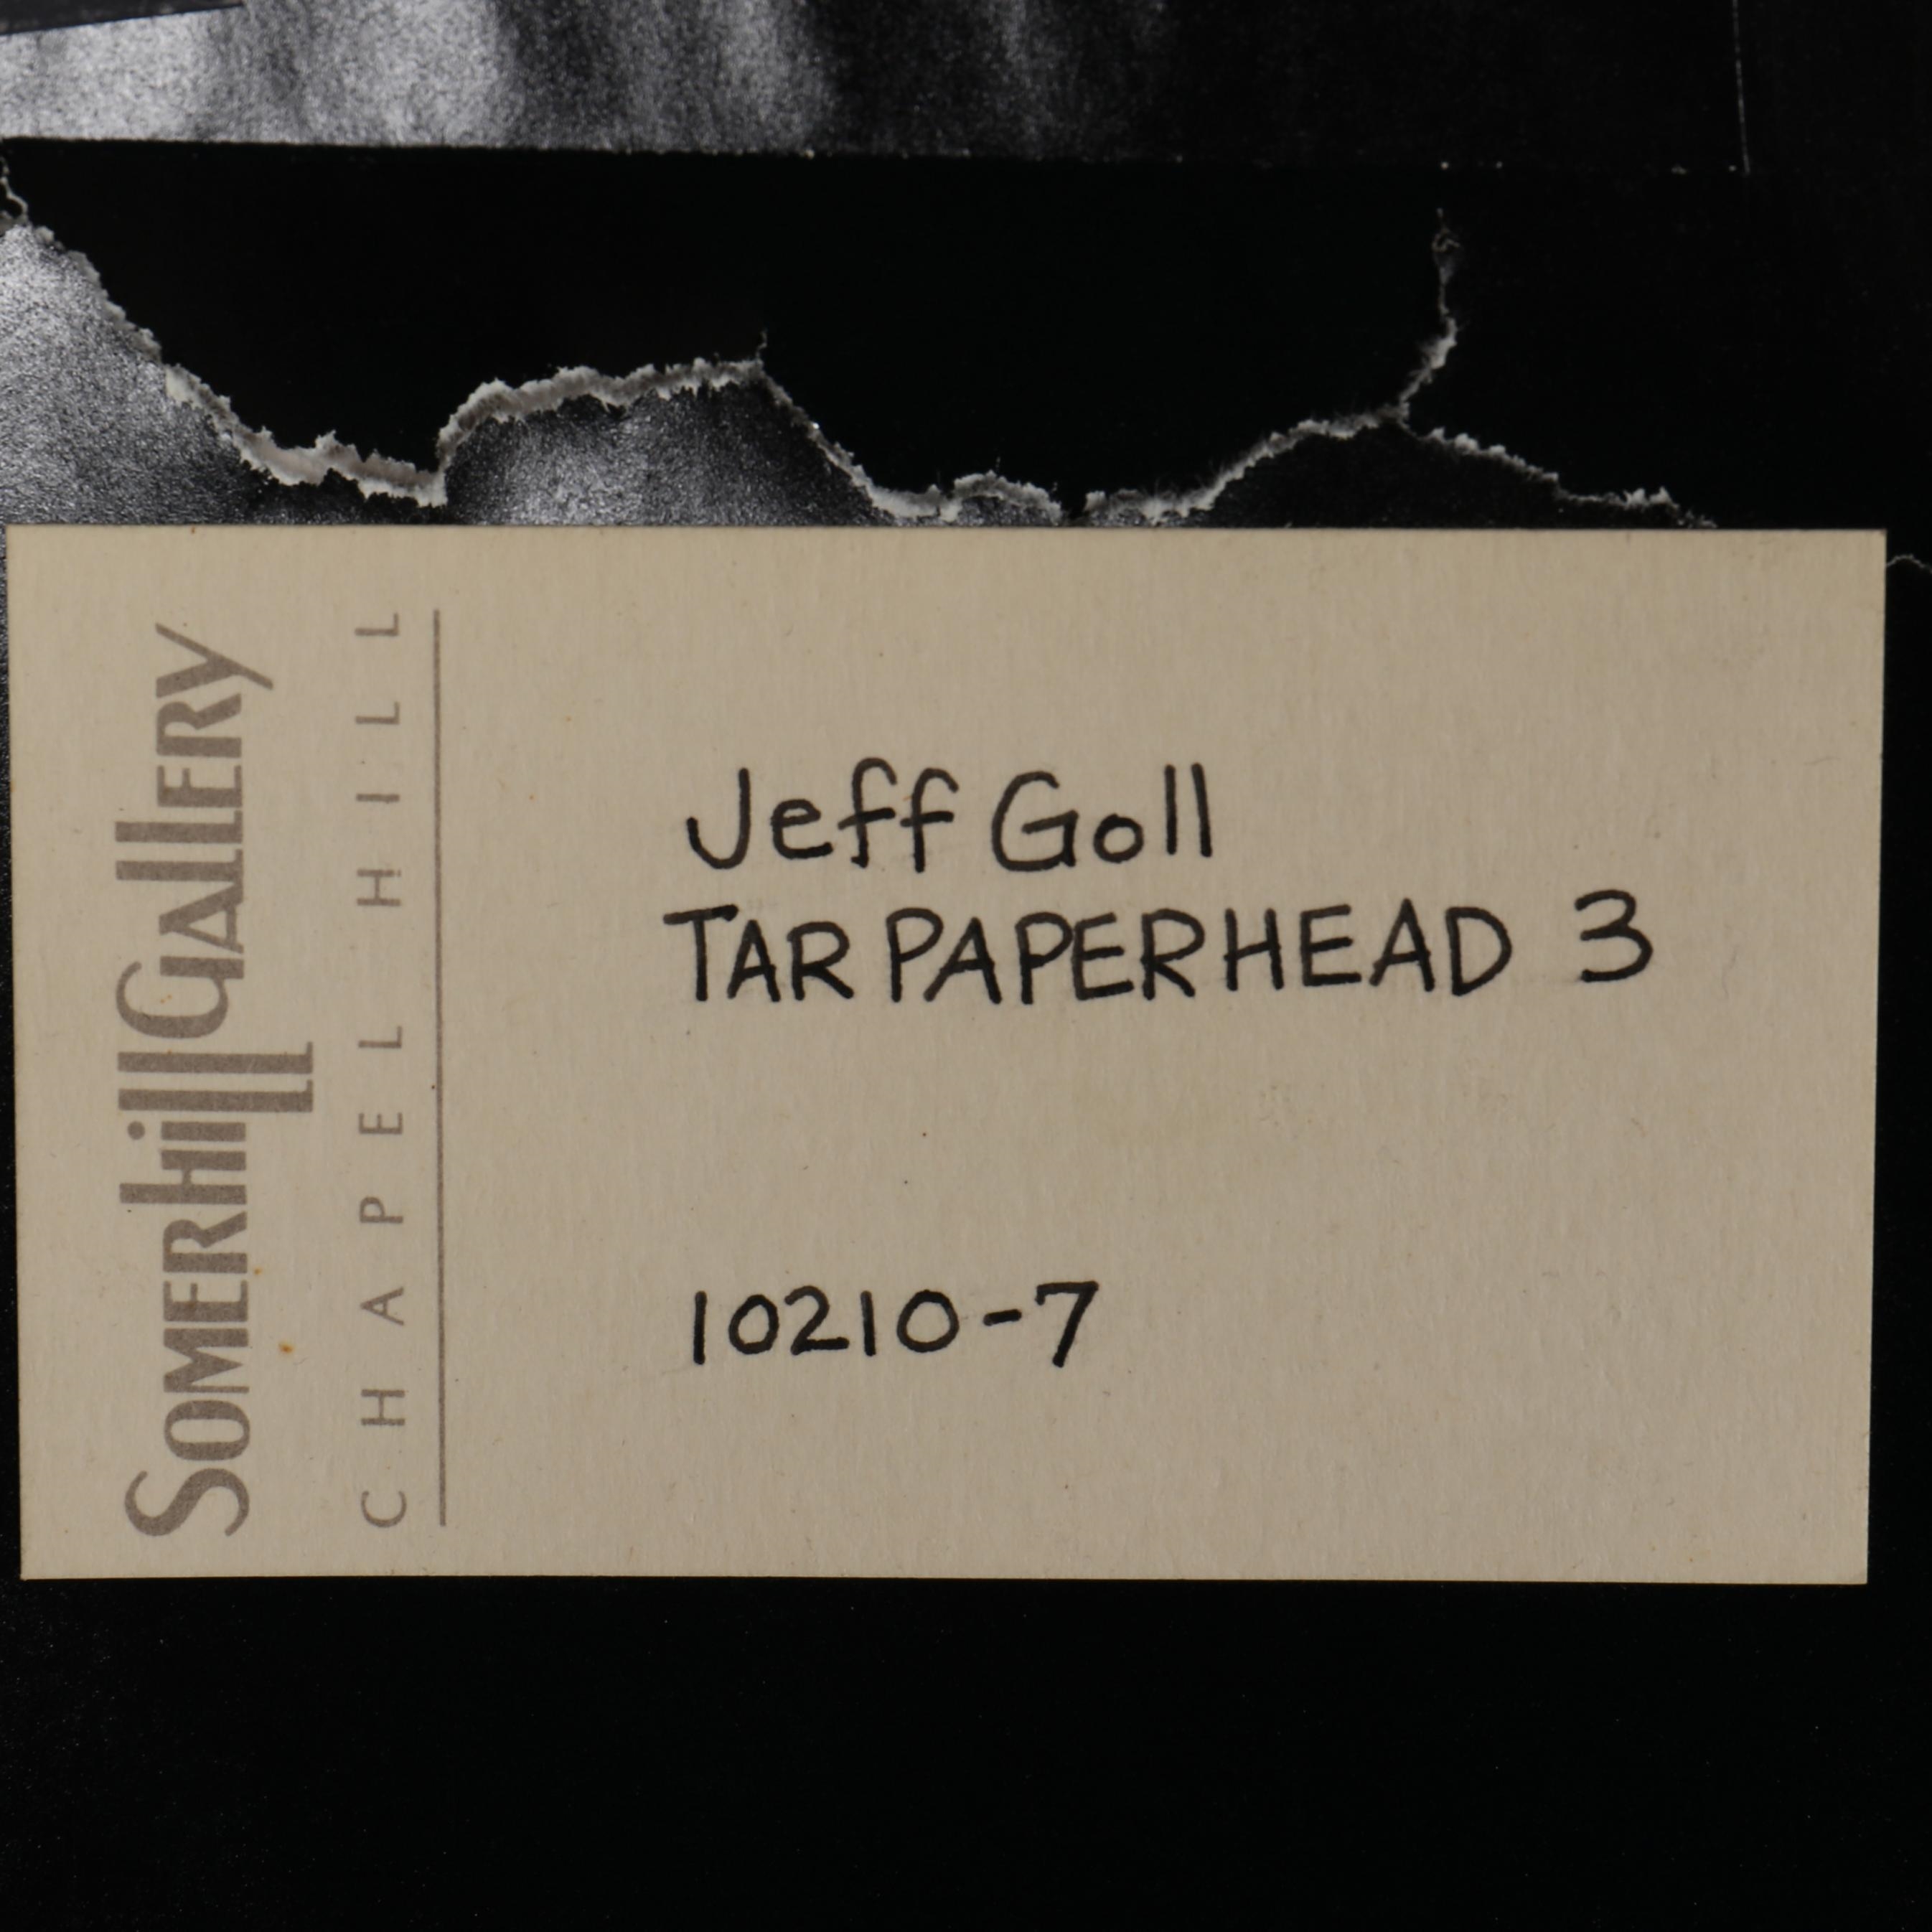 SOMERHILL GALLERY
CHAPEL HILL
Jeff Goll
TAR PAPERHEAD 3
10210-7